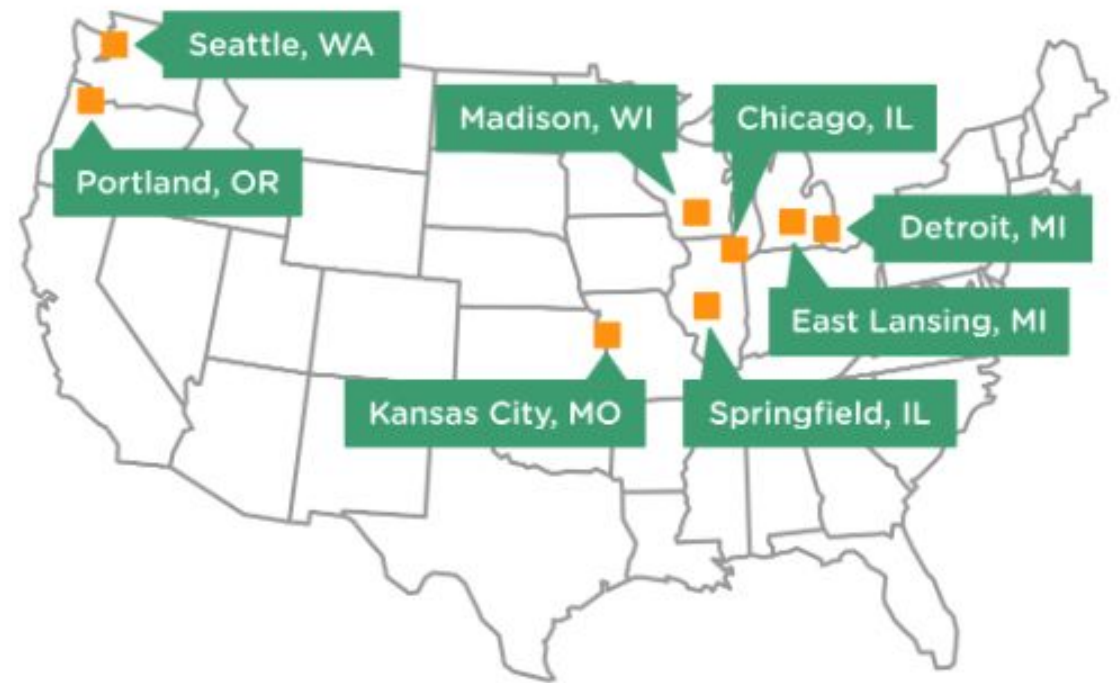 Seattle, WA
Madison, WI
Chicago, IL
Portland, OR
Detroit, MI
East Lansing, MI
Kansas City, MO
Springfield, IL